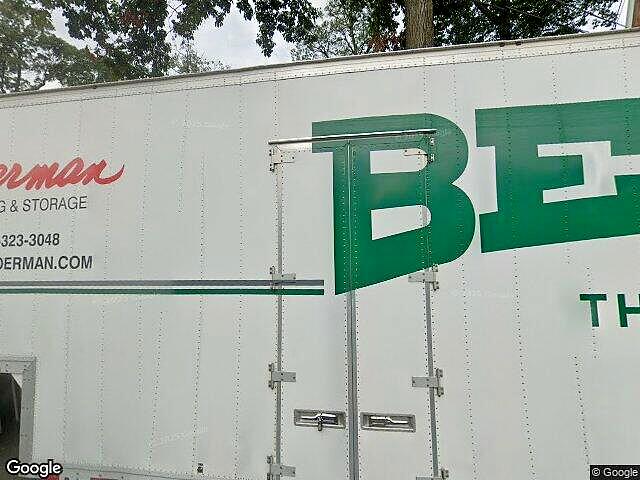 erman
G & STORAGE
-323-3048
DERMAN.COM
BE
TH
Google
© Google